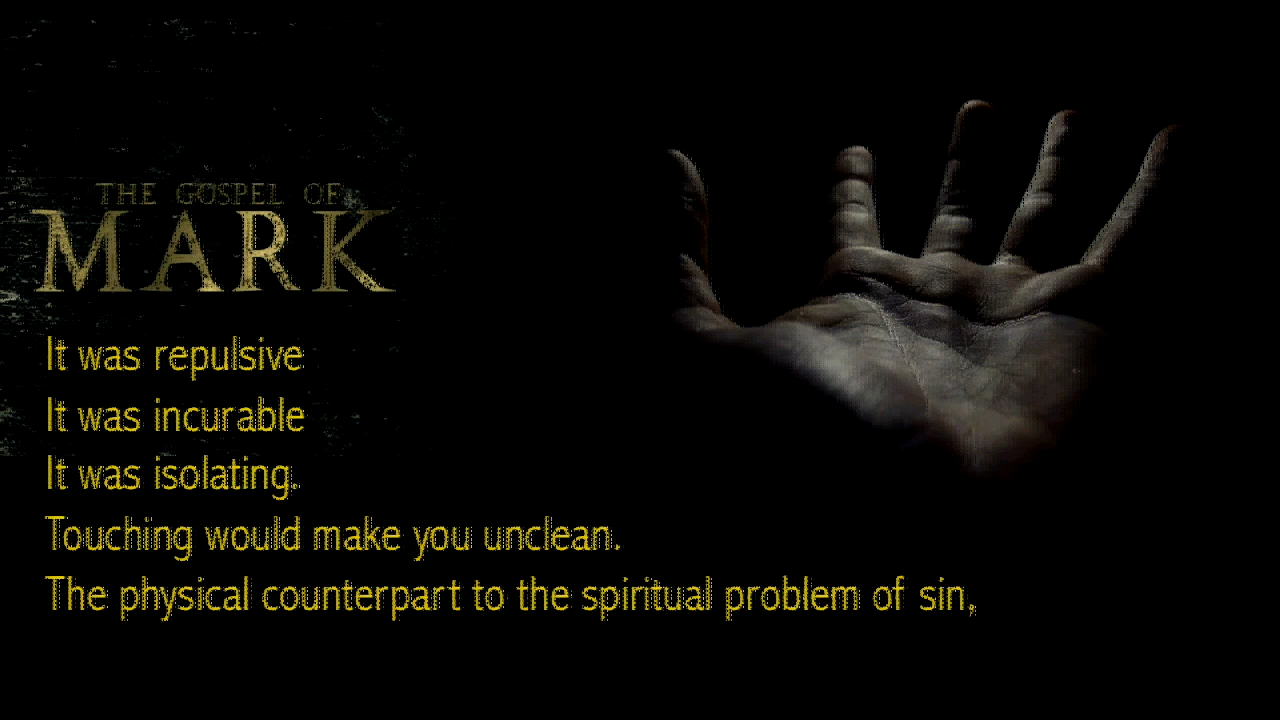 THE GOSPEL OF
MARK
It was repulsive
It was incurable
It was isolating.
Touching would make you unclean.
The physical counterpart to the spiritual problem of sin,